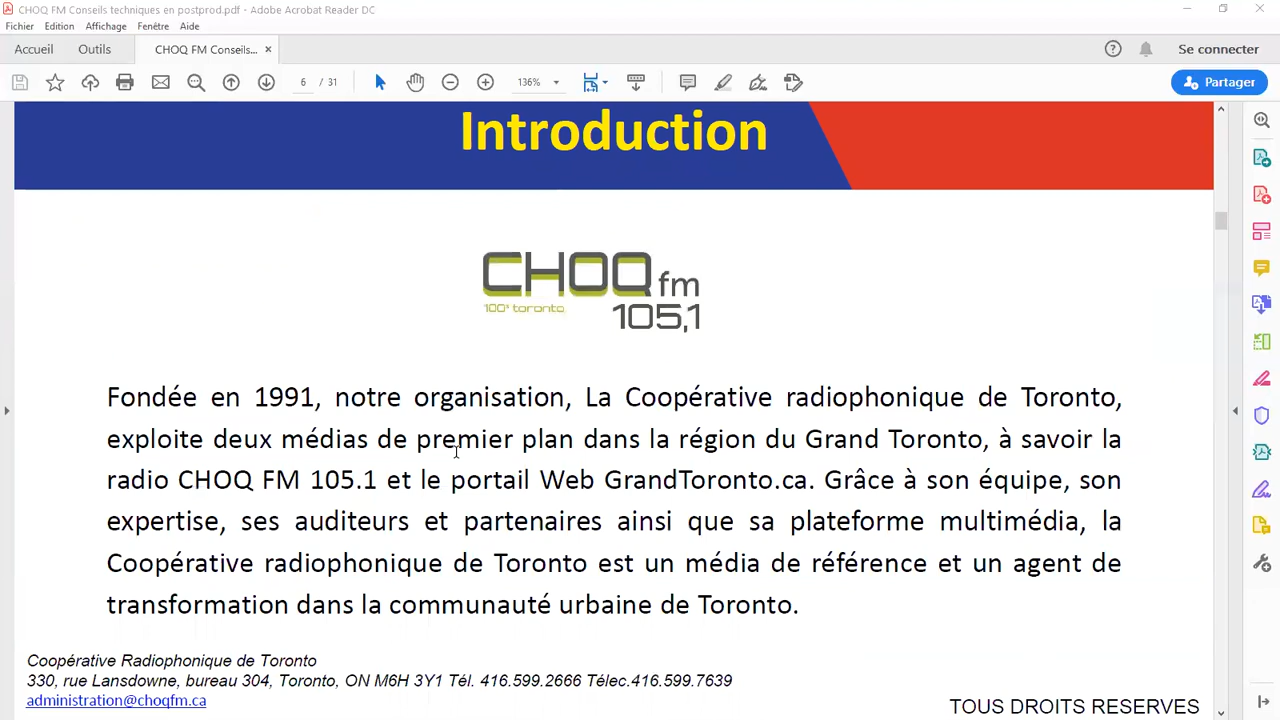 CHOQ FM Conseils techniques en postprod.pdf - Adobe Acrobat Reader DC
Fichier Edition Affichage Fenêtre Aide
Accueil Outils CHOQ FM Conseils... × Se connecter
6 / 31 136% Partager
Introduction
CHOQ fm
100% toronto 105,1
Fondée en 1991, notre organisation, La Coopérative radiophonique de Toronto,
exploite deux médias de premier plan dans la région du Grand Toronto, à savoir la
radio CHOQ FM 105.1 et le portail Web GrandToronto.ca. Grâce à son équipe, son
expertise, ses auditeurs et partenaires ainsi que sa plateforme multimédia, la
Coopérative radiophonique de Toronto est un média de référence et un agent de
transformation dans la communauté urbaine de Toronto.
Coopérative Radiophonique de Toronto
330, rue Lansdowne, bureau 304, Toronto, ON M6H 3Y1 Tél. 416.599.2666 Téléc.416.599.7639
administration@choqfm.ca
TOUS DROITS RESERVES